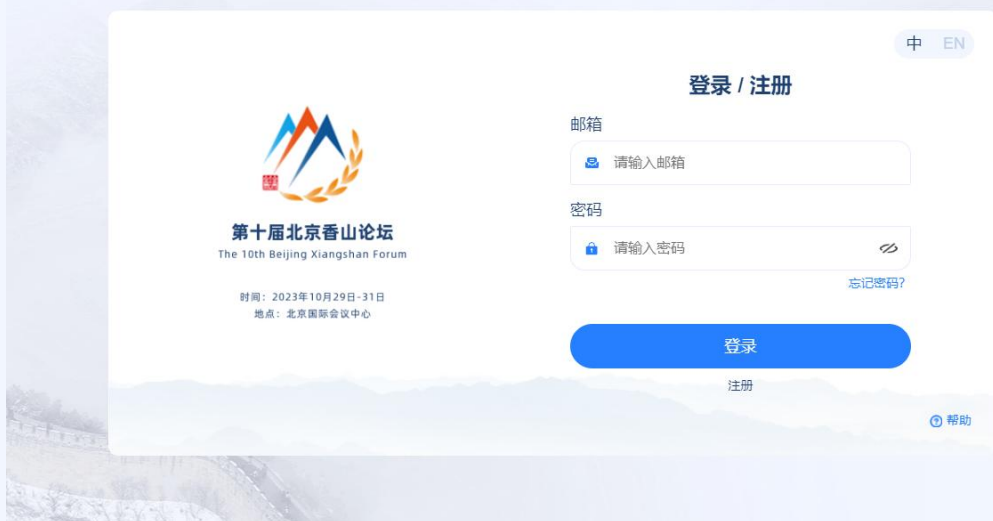 中 EN
登录 / 注册
邮箱
请输入邮箱
密码
请输入密码
忘记密码?
登录
注册
帮助
第十届北京香山论坛
The 10th Beijing Xiangshan Forum
时间：2023年10月29日-31日
地点：北京国际会议中心